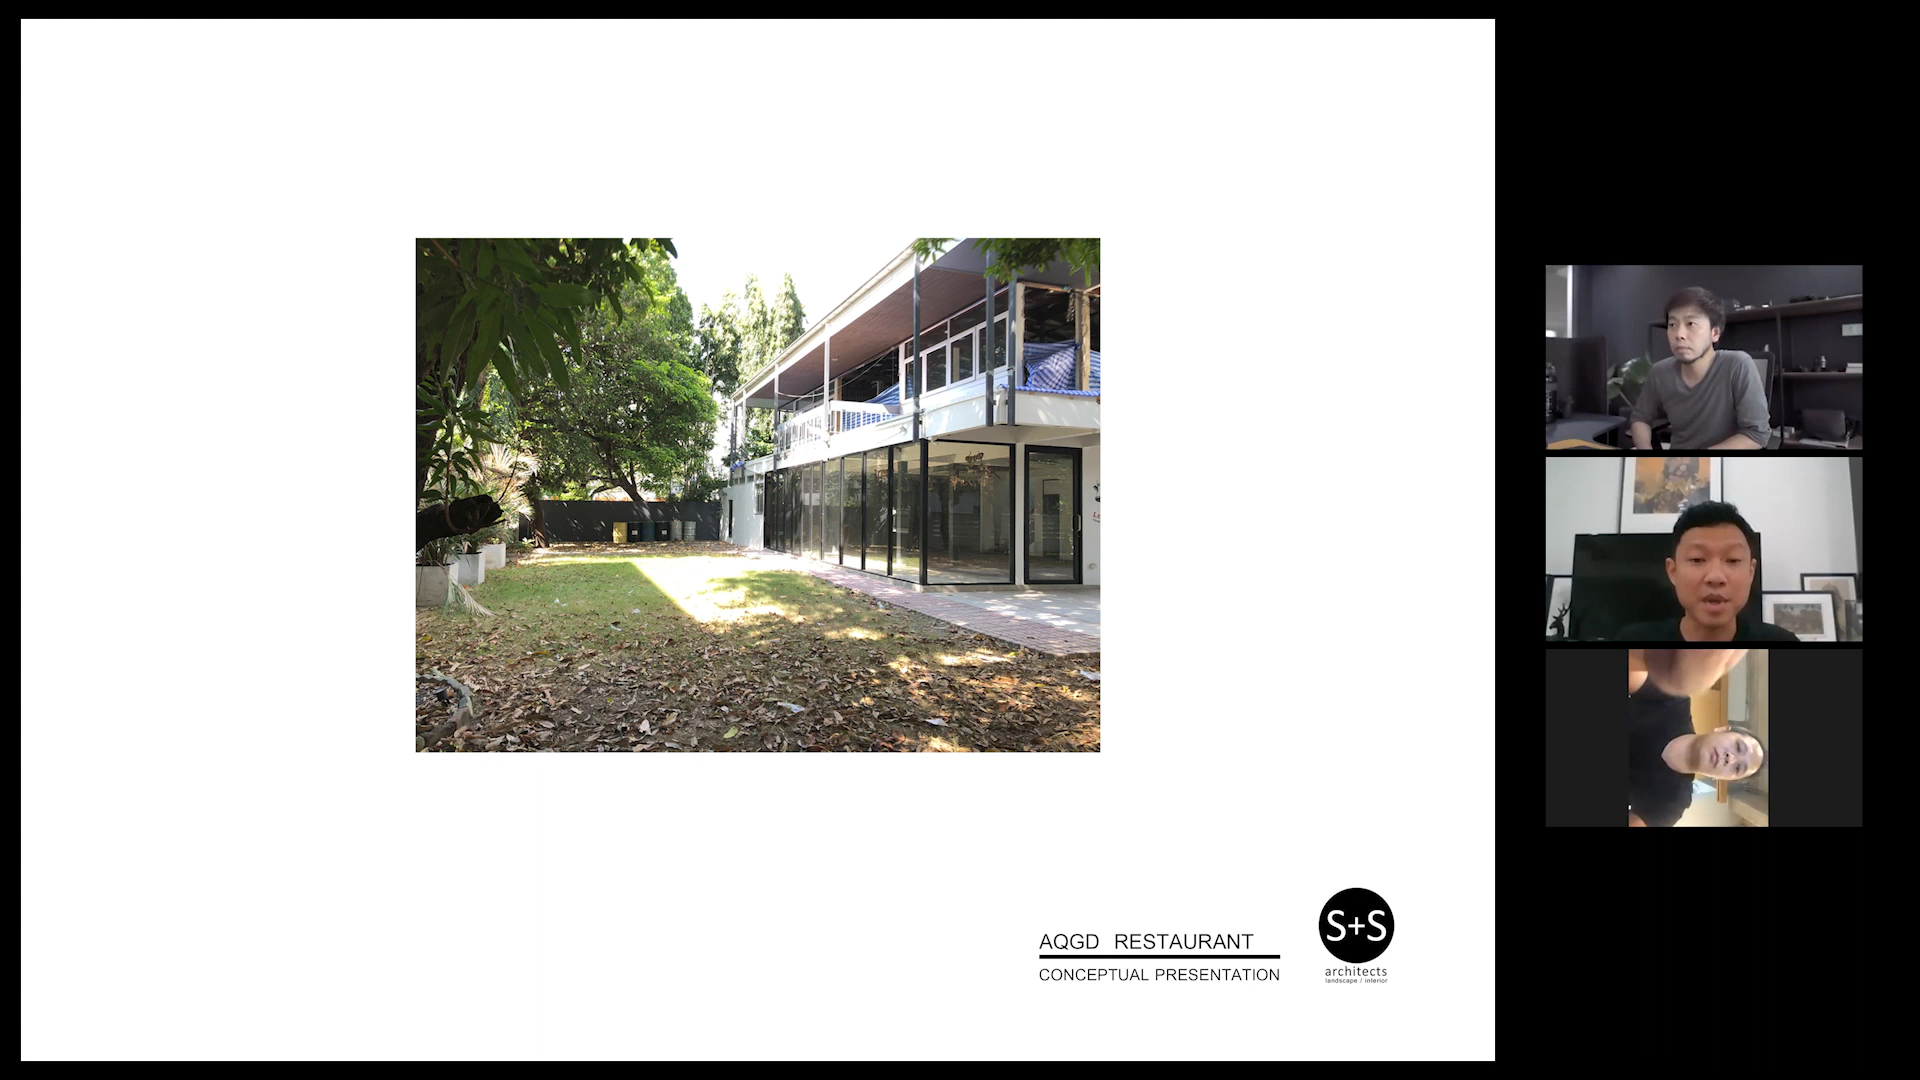 AQGD RESTAURANT
CONCEPTUAL PRESENTATION
S+S
architects
landscape / interior